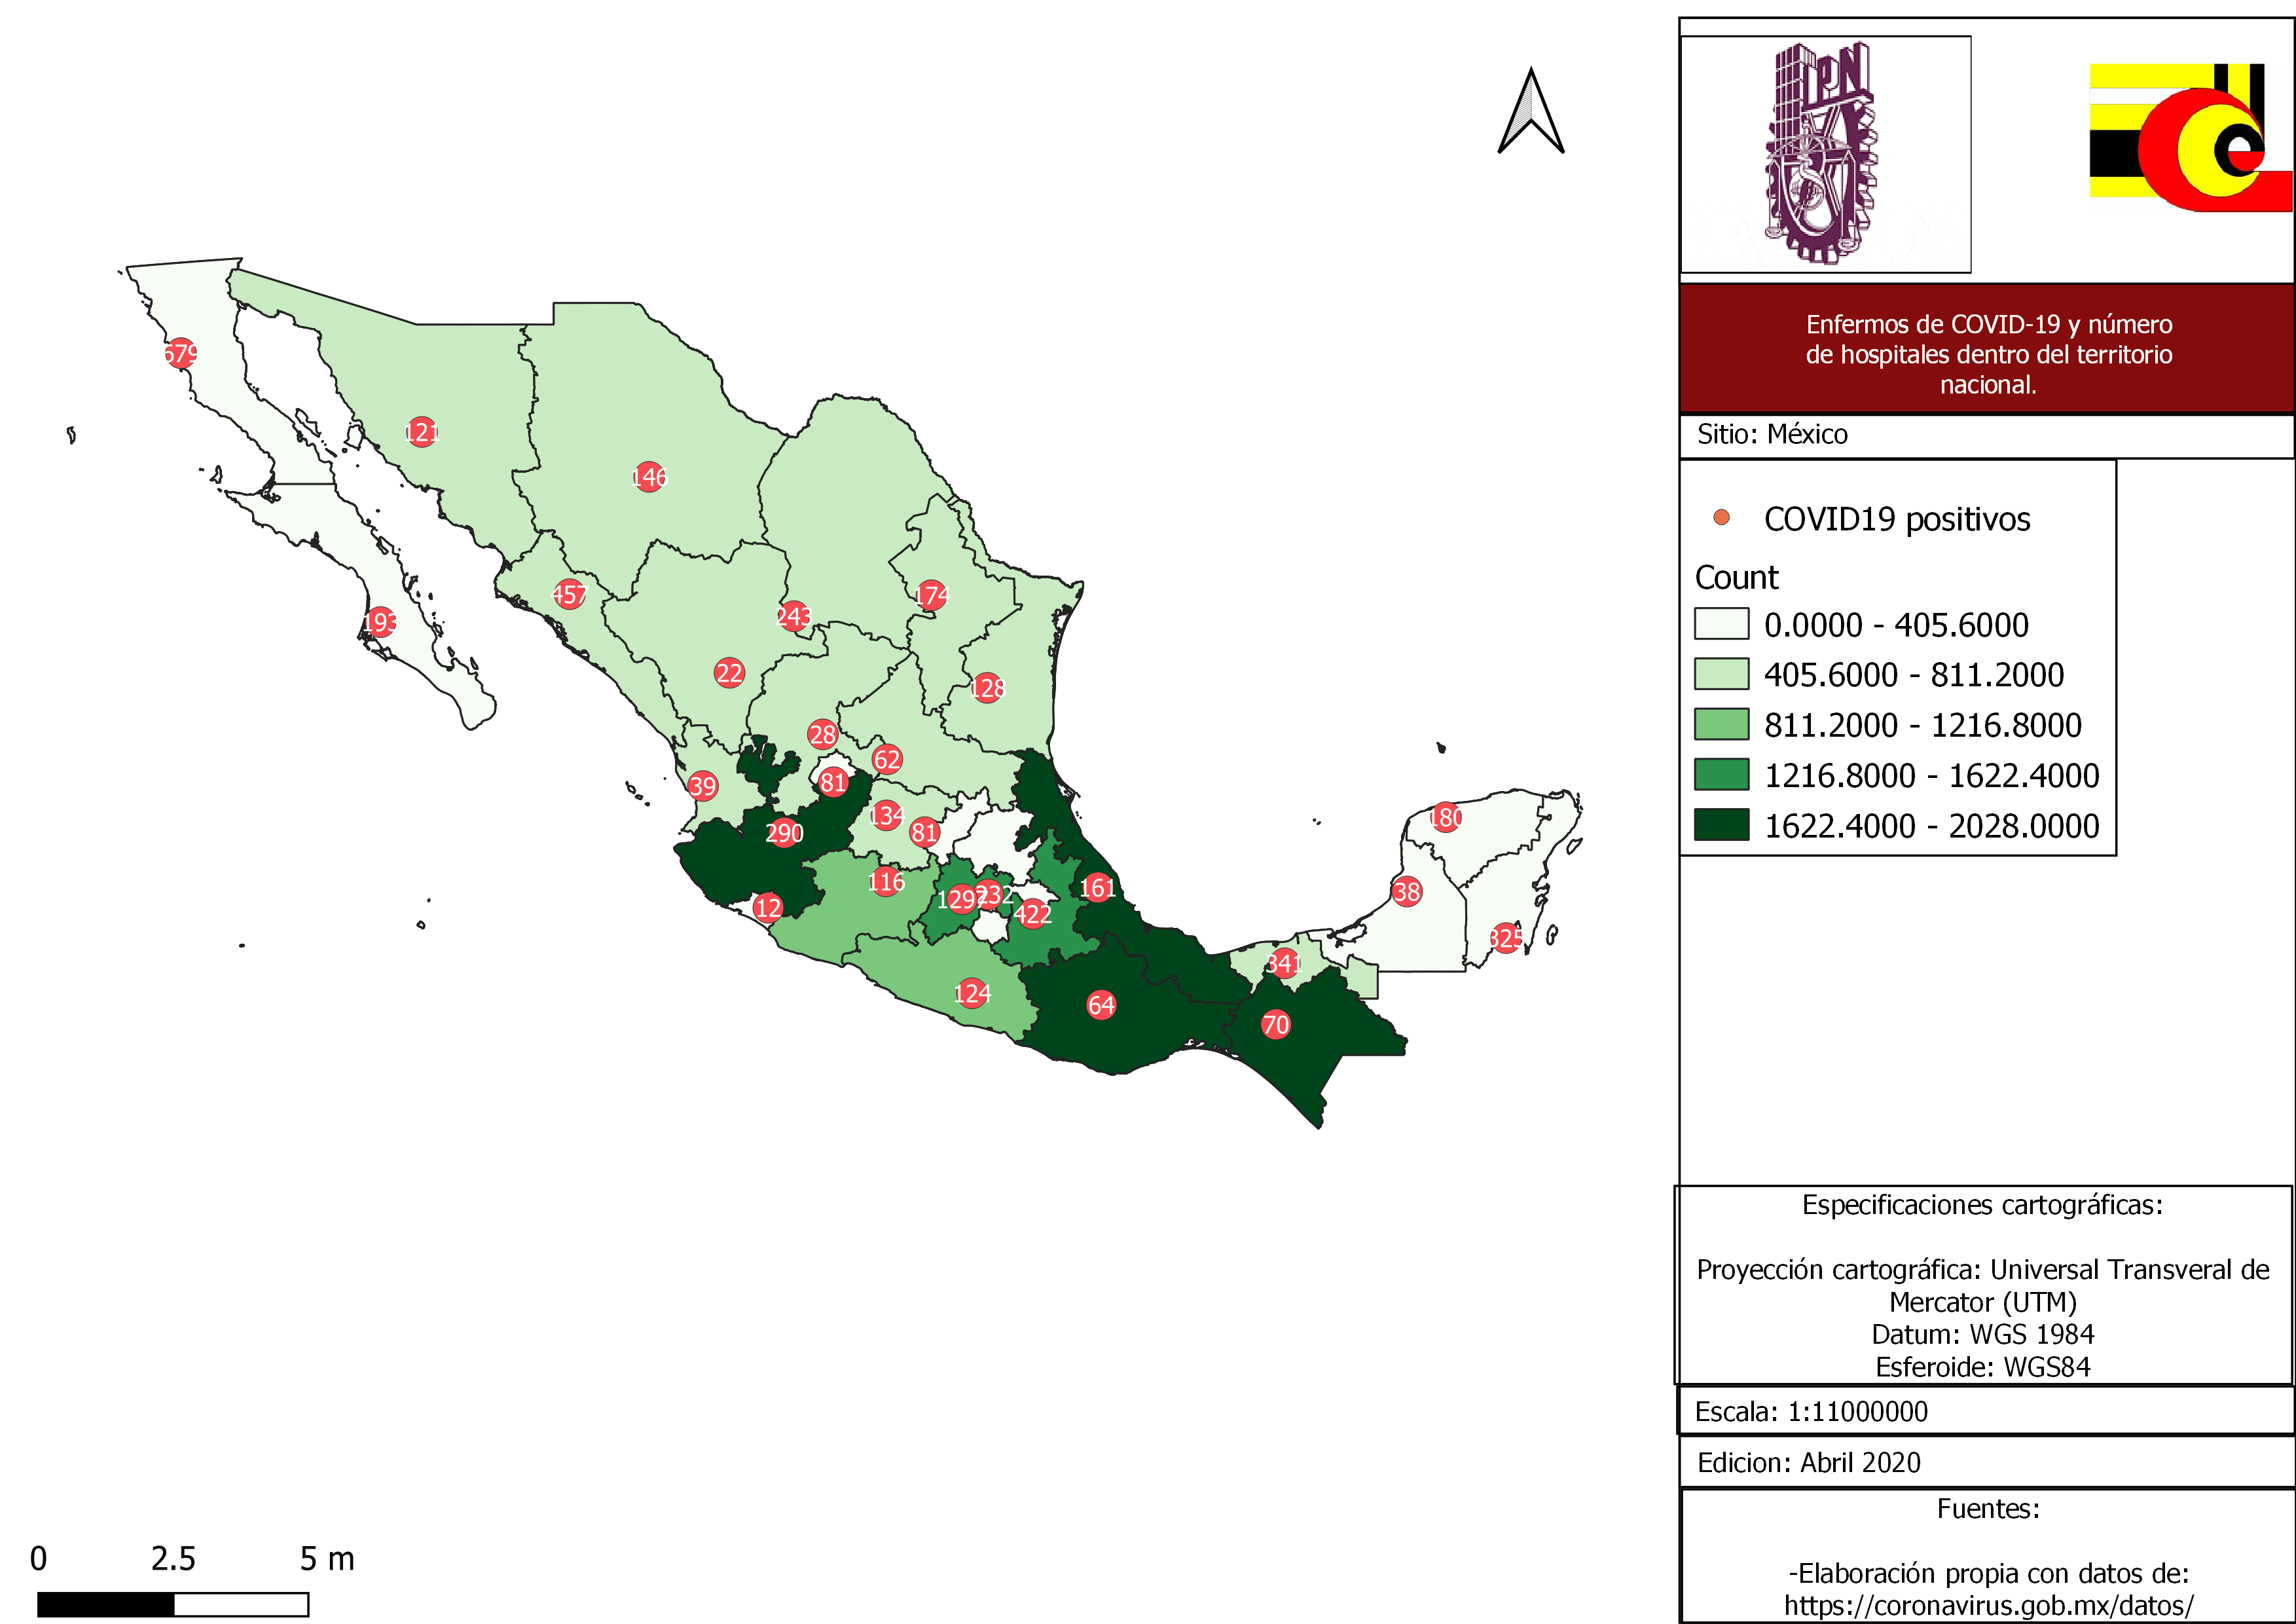 IPN
Enfermos de COVID-19 y número
de hospitales dentro del territorio
nacional.
Sitio: México
COVID19 positivos
Count
0.0000 - 405.6000
405.6000 - 811.2000
811.2000 - 1216.8000
1216.8000 - 1622.4000
1622.4000 - 2028.0000
679
121
146
457
174
243
193
22
128
28
62
39
81
134
81
290
180
116
161
38
1297
422
12
325
341
124
64
70
Especificaciones cartográficas:
Proyección cartográfica: Universal Transveral de
Mercator (UTM)
Datum: WGS 1984
Esferoide: WGS84
Escala: 1:11000000
Edicion: Abril 2020
Fuentes:
-Elaboración propia con datos de:
https://coronavirus.gob.mx/datos/
0 2.5 5 m